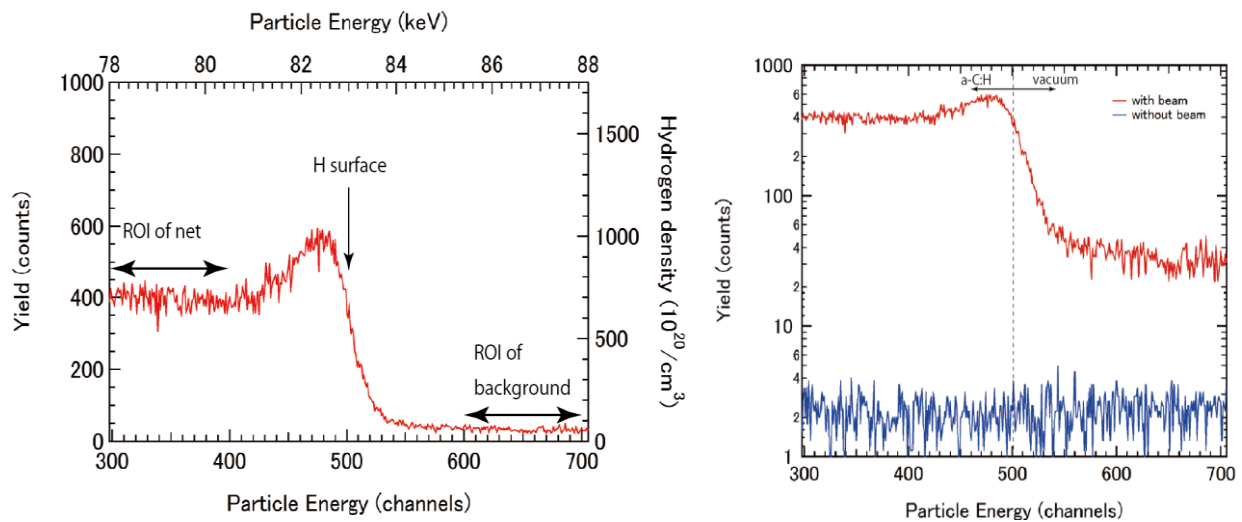 Particle Energy (keV)
78 80 82 84 86 88
1000
800
600
400
200
0
Yield (counts)
H surface
ROI of net
ROI of
background
1500
1000
500
0
Hydrogen density (10²⁰/cm³)
300 400 500 600 700
Particle Energy (channels)
1000
6
4
2
100
6
4
2
10
6
4
2
1
Yield (counts)
a-C:H vacuum
with beam
without beam
300 400 500 600 700
Particle Energy (channels)